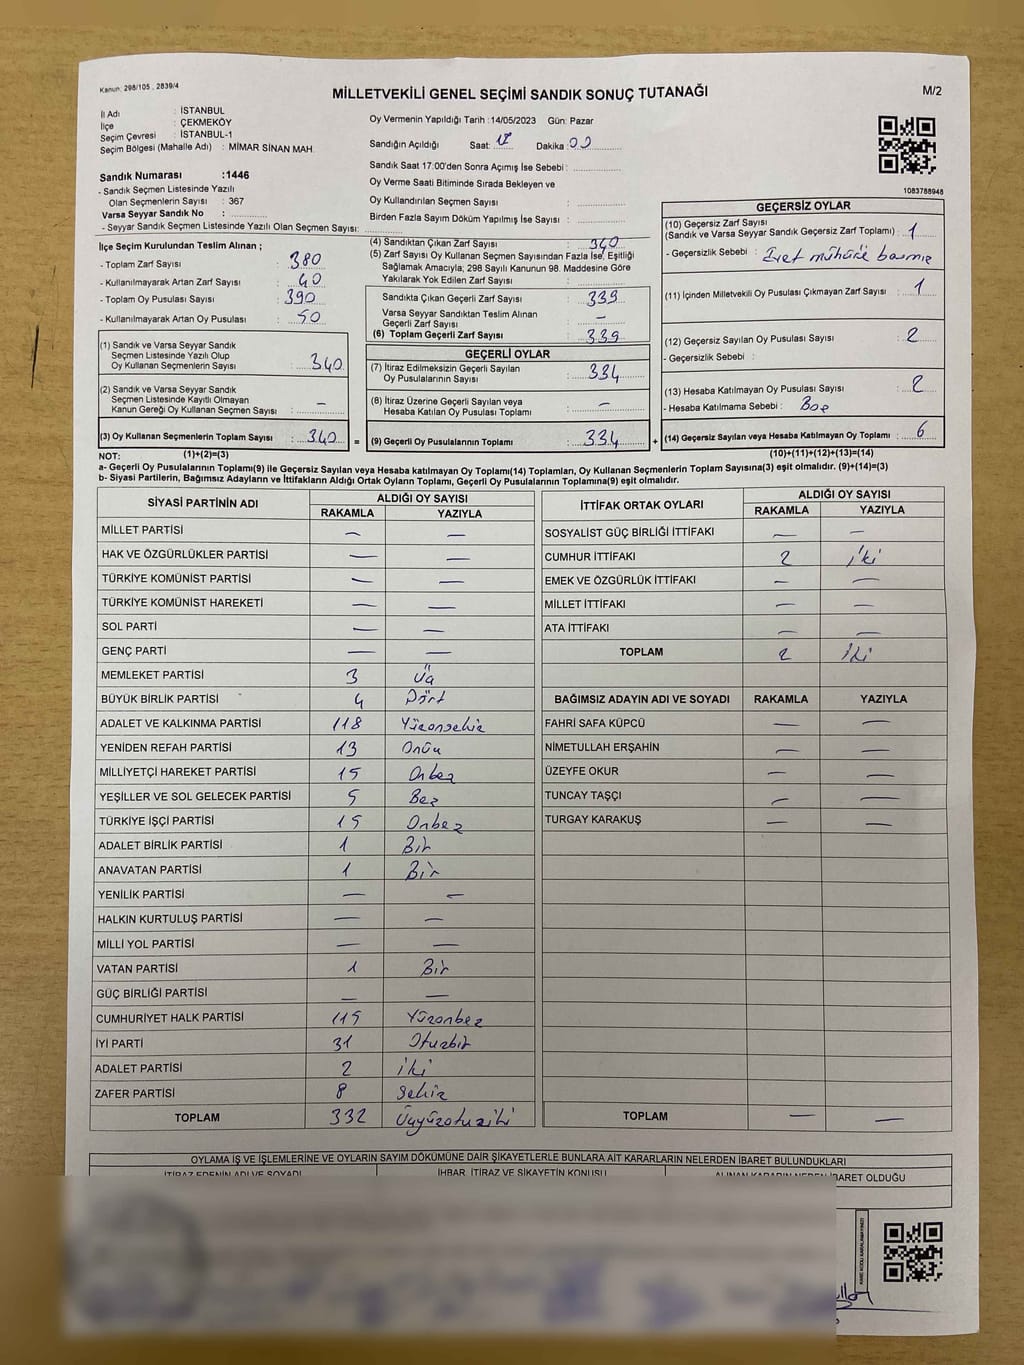 Kanun: 298/105 , 2839/4
MİLLETVEKİLİ GENEL SEÇİMİ SANDIK SONUÇ TUTANAĞI
M/2
İl Adı : İSTANBUL
İlçe : ÇEKMEKÖY
Seçim Çevresi : İSTANBUL-1
Seçim Bölgesi (Mahalle Adı) : MİMAR SİNAN MAH.
Sandık Numarası :1446
- Sandık Seçmen Listesinde Yazılı
Olan Seçmenlerin Sayısı : 367
Varsa Seyyar Sandık No :
- Seyyar Sandık Seçmen Listesinde Yazılı Olan Seçmen Sayısı:
Oy Vermenin Yapıldığı Tarih :14/05/2023 Gün: Pazar
Sandığın Açıldığı Saat: 17 Dakika : 00
Sandık Saat 17:00'den Sonra Açılmış İse Sebebi :
Oy Verme Saati Bitiminde Sırada Bekleyen ve
Oy Kullandırılan Seçmen Sayısı :
Birden Fazla Sayım Döküm Yapılmış İse Sayısı :
1083788948
İlçe Seçim Kurulundan Teslim Alınan ;
- Toplam Zarf Sayısı : 380
- Kullanılmayarak Artan Zarf Sayısı : 40
- Toplam Oy Pusulası Sayısı : 390
- Kullanılmayarak Artan Oy Pusulası : 50
(1) Sandık ve Varsa Seyyar Sandık
Seçmen Listesinde Yazılı Olup
Oy Kullanan Seçmenlerin Sayısı : 340
(2) Sandık ve Varsa Seyyar Sandık
Seçmen Listesinde Kayıtlı Olmayan
Kanun Gereği Oy Kullanan Seçmen Sayısı : —
(3) Oy Kullanan Seçmenlerin Toplam Sayısı : 340 =
(4) Sandıktan Çıkan Zarf Sayısı : 340
(5) Zarf Sayısı Oy Kullanan Seçmen Sayısından Fazla İse, Eşitliği
Sağlamak Amacıyla; 298 Sayılı Kanunun 98. Maddesine Göre
Yakılarak Yok Edilen Zarf Sayısı :
Sandıkta Çıkan Geçerli Zarf Sayısı : 339
Varsa Seyyar Sandıktan Teslim Alınan
Geçerli Zarf Sayısı : —
(6) Toplam Geçerli Zarf Sayısı : 339
GEÇERLİ OYLAR
(7) İtiraz Edilmeksizin Geçerli Sayılan
Oy Pusulalarının Sayısı : 334
(8) İtiraz Üzerine Geçerli Sayılan veya
Hesaba Katılan Oy Pusulası Toplamı : —
(9) Geçerli Oy Pusulalarının Toplamı : 334 +
GEÇERSİZ OYLAR
(10) Geçersiz Zarf Sayısı
(Sandık ve Varsa Seyyar Sandık Geçersiz Zarf Toplamı) : 1
- Geçersizlik Sebebi : Evet mühürü basmış
(11) İçinden Milletvekili Oy Pusulası Çıkmayan Zarf Sayısı : 1
(12) Geçersiz Sayılan Oy Pusulası Sayısı : 2
- Geçersizlik Sebebi :
(13) Hesaba Katılmayan Oy Pusulası Sayısı : 2
- Hesaba Katılmama Sebebi : Boş
(14) Geçersiz Sayılan veya Hesaba Katılmayan Oy Toplamı : 6
NOT: (1)+(2)=(3) (10)+(11)+(12)+(13)=(14)
a- Geçerli Oy Pusulalarının Toplamı(9) ile Geçersiz Sayılan veya Hesaba katılmayan Oy Toplamı(14) Toplamları, Oy Kullanan Seçmenlerin Toplam Sayısına(3) eşit olmalıdır. (9)+(14)=(3)
b- Siyasi Partilerin, Bağımsız Adayların ve İttifakların Aldığı Ortak Oyların Toplamı, Geçerli Oy Pusulalarının Toplamına(9) eşit olmalıdır.
SİYASİ PARTİNİN ADI ALDIĞI OY SAYISI
RAKAMLA YAZIYLA
MİLLET PARTİSİ — —
HAK VE ÖZGÜRLÜKLER PARTİSİ — —
TÜRKİYE KOMÜNİST PARTİSİ — —
TÜRKİYE KOMÜNİST HAREKETİ — —
SOL PARTİ — —
GENÇ PARTİ — —
MEMLEKET PARTİSİ 3 Üç
BÜYÜK BİRLİK PARTİSİ 4 Dört
ADALET VE KALKINMA PARTİSİ 118 Yüzonsekiz
YENİDEN REFAH PARTİSİ 13 Onüç
MİLLİYETÇİ HAREKET PARTİSİ 15 Onbeş
YEŞİLLER VE SOL GELECEK PARTİSİ 5 Beş
TÜRKİYE İŞÇİ PARTİSİ 15 Onbeş
ADALET BİRLİK PARTİSİ 1 Bir
ANAVATAN PARTİSİ 1 Bir
YENİLİK PARTİSİ — —
HALKIN KURTULUŞ PARTİSİ — —
MİLLİ YOL PARTİSİ — —
VATAN PARTİSİ 1 Bir
GÜÇ BİRLİĞİ PARTİSİ — —
CUMHURİYET HALK PARTİSİ 115 Yüzonbeş
İYİ PARTİ 31 Otuzbir
ADALET PARTİSİ 2 iki
ZAFER PARTİSİ 8 Sekiz
TOPLAM 332 Üçyüzotuziki
İTTİFAK ORTAK OYLARI ALDIĞI OY SAYISI
RAKAMLA YAZIYLA
SOSYALİST GÜÇ BİRLİĞİ İTTİFAKI — —
CUMHUR İTTİFAKI 2 iki
EMEK VE ÖZGÜRLÜK İTTİFAKI — —
MİLLET İTTİFAKI — —
ATA İTTİFAKI — —
TOPLAM 2 İki
BAĞIMSIZ ADAYIN ADI VE SOYADI RAKAMLA YAZIYLA
FAHRİ SAFA KÜPCÜ — —
NİMETULLAH ERŞAHİN — —
ÜZEYFE OKUR — —
TUNCAY TAŞÇI — —
TURGAY KARAKUŞ — —
TOPLAM — —
OYLAMA İŞ VE İŞLEMLERİNE VE OYLARIN SAYIM DÖKÜMÜNE DAİR ŞİKAYETLERLE BUNLARA AİT KARARLARIN NELERDEN İBARET BULUNDUKLARI
İTİRAZ EDENİN ADI VE SOYADI İHBAR, İTİRAZ VE ŞİKAYETİN KONUSU ALINAN KARARIN NEDEN İBARET OLDUĞU